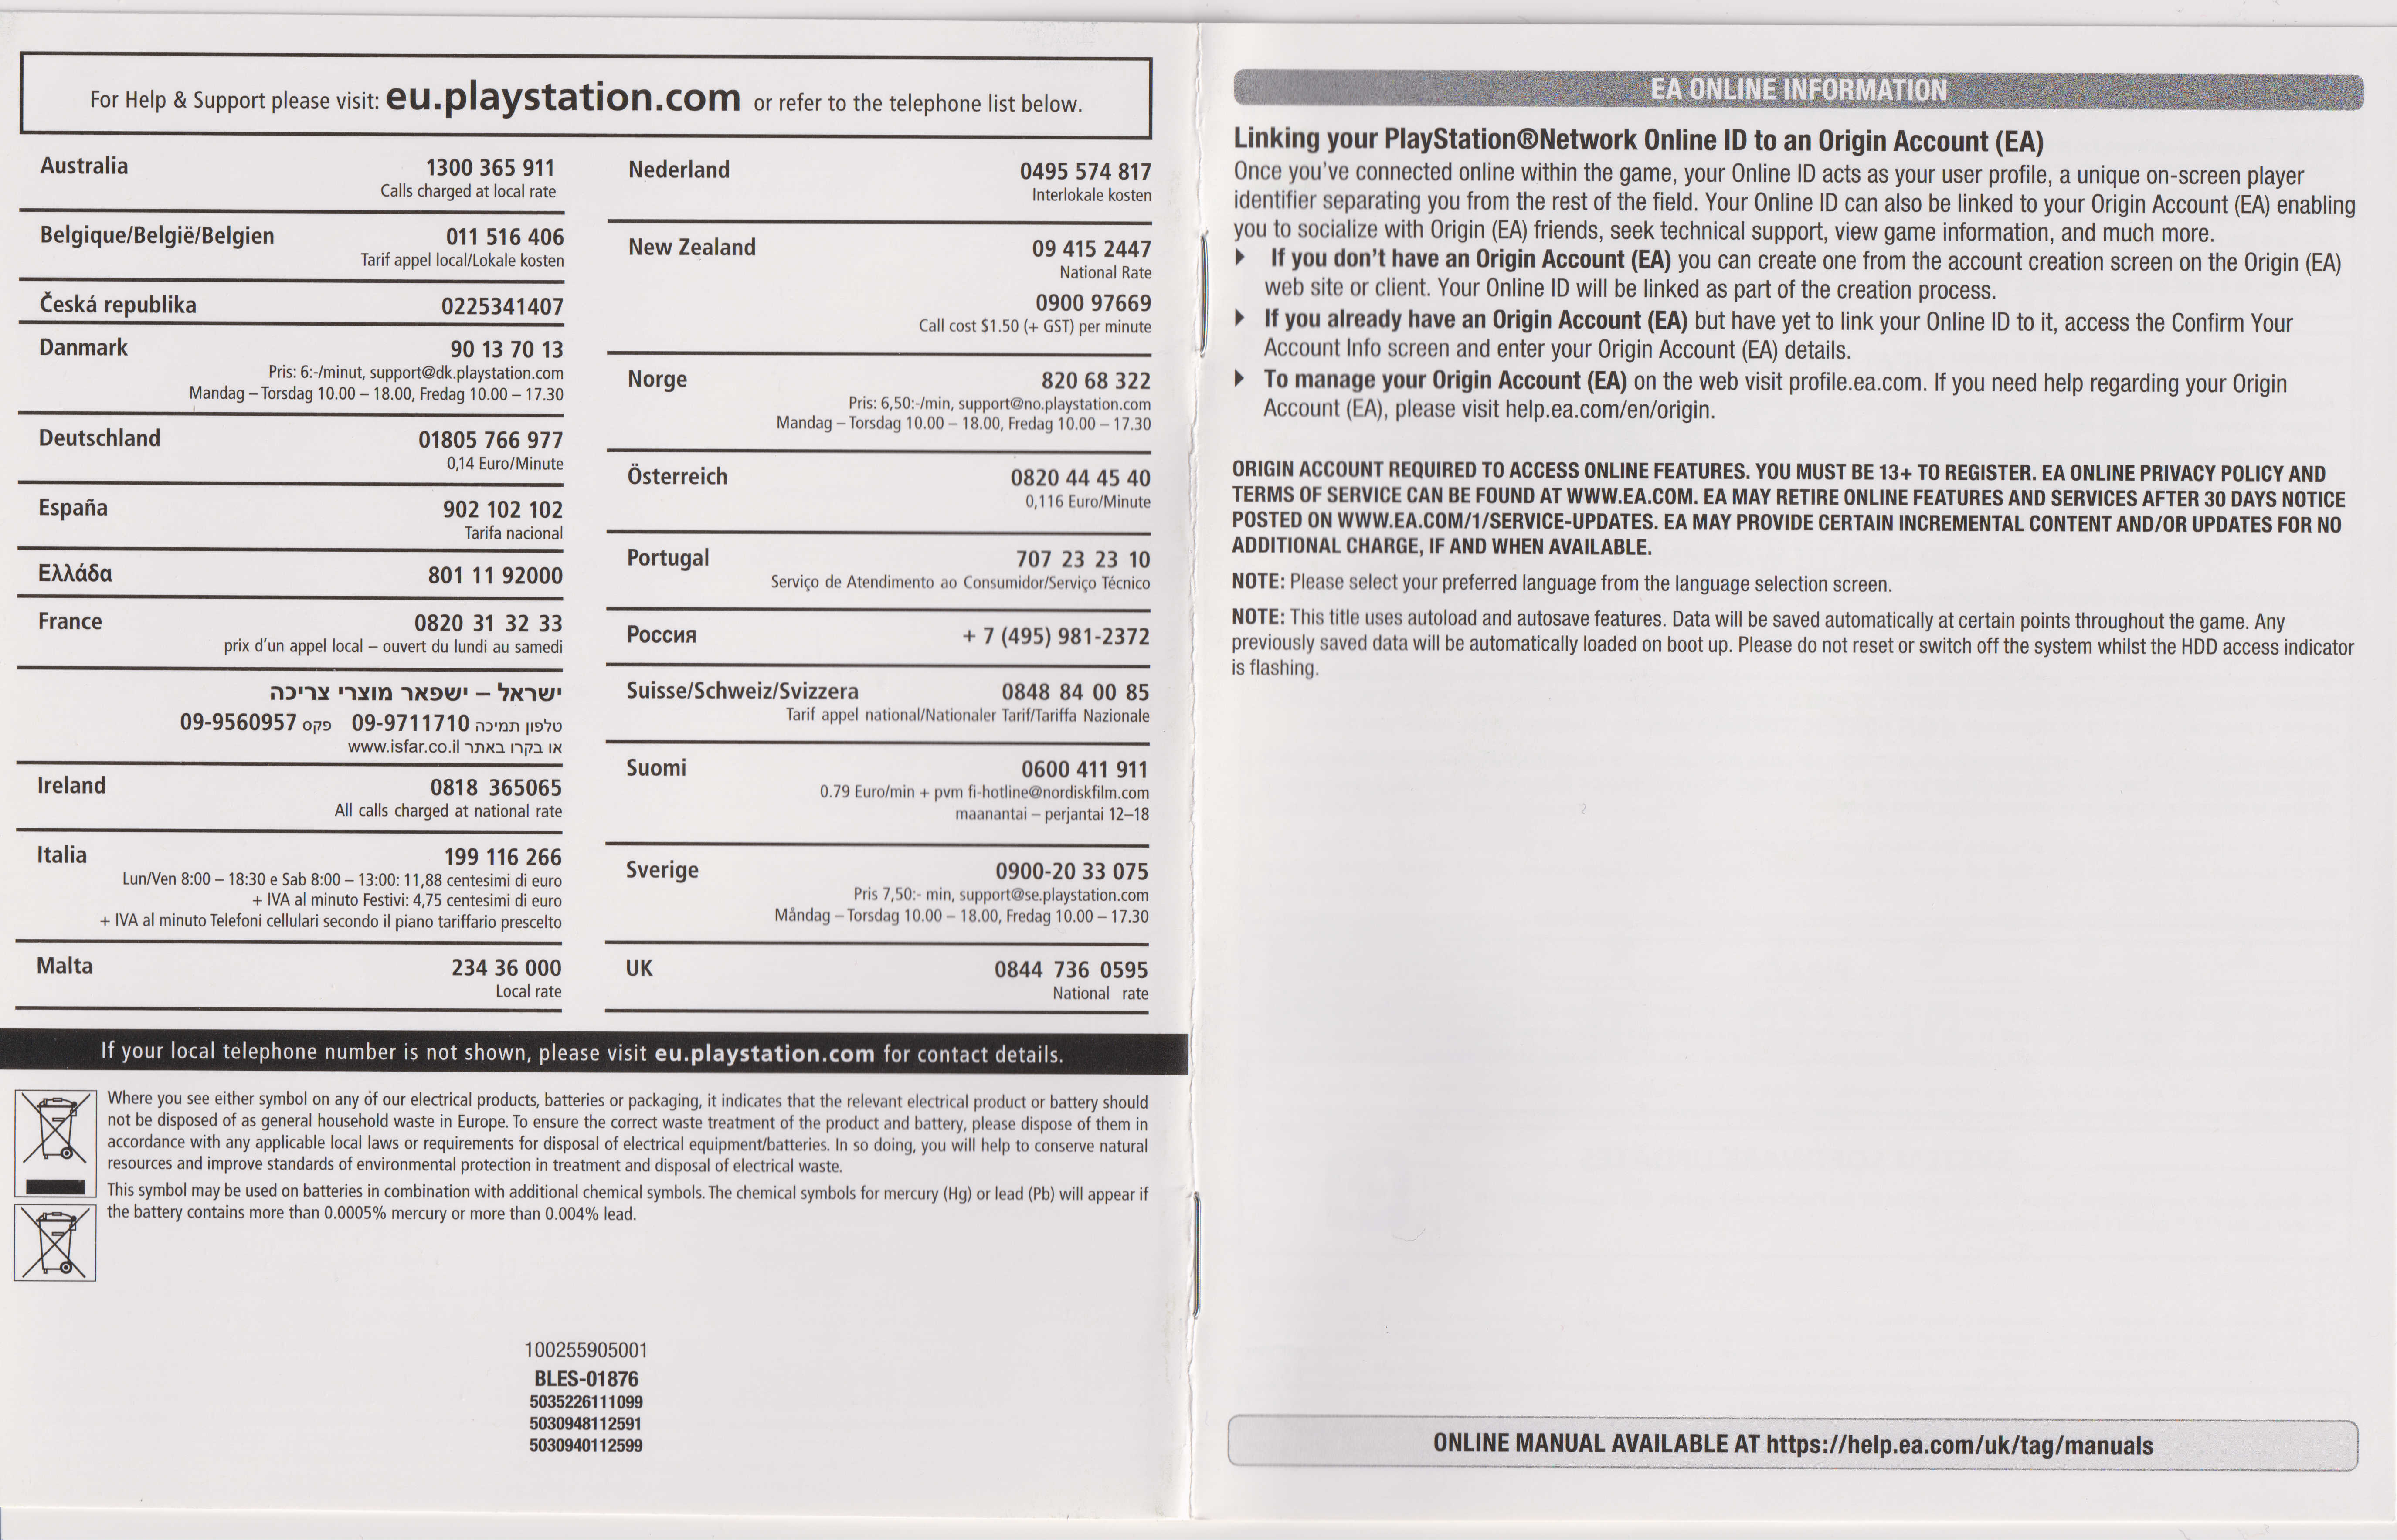 For Help & Support please visit: eu.playstation.com or refer to the telephone list below.
Australia 1300 365 911
Calls charged at local rate
Belgique/België/Belgien 011 516 406
Tarif appel local/Lokale kosten
Česká republika 0225341407
Danmark 90 13 70 13
Pris: 6:-/minut, support@dk.playstation.com
Mandag – Torsdag 10.00 – 18.00, Fredag 10.00 – 17.30
Deutschland 01805 766 977
0,14 Euro/Minute
España 902 102 102
Tarifa nacional
Ελλάδα 801 11 92000
France 0820 31 32 33
prix d'un appel local – ouvert du lundi au samedi
ישראל – ישפאר מוצרי צריכה
טלפון תמיכה 09-9711710 פקס 09-9560957
או בקרו באתר www.isfar.co.il
Ireland 0818 365065
All calls charged at national rate
Italia 199 116 266
Lun/Ven 8:00 – 18:30 e Sab 8:00 – 13:00: 11,88 centesimi di euro
+ IVA al minuto Festivi: 4,75 centesimi di euro
+ IVA al minuto Telefoni cellulari secondo il piano tariffario prescelto
Malta 234 36 000
Local rate
Nederland 0495 574 817
Interlokale kosten
New Zealand 09 415 2447
National Rate
0900 97669
Call cost $1.50 (+ GST) per minute
Norge 820 68 322
Pris: 6,50:-/min, support@no.playstation.com
Mandag – Torsdag 10.00 – 18.00, Fredag 10.00 – 17.30
Österreich 0820 44 45 40
0,116 Euro/Minute
Portugal 707 23 23 10
Serviço de Atendimento ao Consumidor/Serviço Técnico
Россия + 7 (495) 981-2372
Suisse/Schweiz/Svizzera 0848 84 00 85
Tarif appel national/Nationaler Tarif/Tariffa Nazionale
Suomi 0600 411 911
0.79 Euro/min + pvm fi-hotline@nordiskfilm.com
maanantai – perjantai 12–18
Sverige 0900-20 33 075
Pris 7,50:- min, support@se.playstation.com
Måndag – Torsdag 10.00 – 18.00, Fredag 10.00 – 17.30
UK 0844 736 0595
National rate
If your local telephone number is not shown, please visit eu.playstation.com for contact details.
Where you see either symbol on any of our electrical products, batteries or packaging, it indicates that the relevant electrical product or battery should
not be disposed of as general household waste in Europe. To ensure the correct waste treatment of the product and battery, please dispose of them in
accordance with any applicable local laws or requirements for disposal of electrical equipment/batteries. In so doing, you will help to conserve natural
resources and improve standards of environmental protection in treatment and disposal of electrical waste.
This symbol may be used on batteries in combination with additional chemical symbols. The chemical symbols for mercury (Hg) or lead (Pb) will appear if
the battery contains more than 0.0005% mercury or more than 0.004% lead.
100255905001
BLES-01876
5035226111099
5030948112591
5030940112599
EA ONLINE INFORMATION
Linking your PlayStation®Network Online ID to an Origin Account (EA)
Once you've connected online within the game, your Online ID acts as your user profile, a unique on-screen player
identifier separating you from the rest of the field. Your Online ID can also be linked to your Origin Account (EA) enabling
you to socialize with Origin (EA) friends, seek technical support, view game information, and much more.
If you don't have an Origin Account (EA) you can create one from the account creation screen on the Origin (EA)
web site or client. Your Online ID will be linked as part of the creation process.
If you already have an Origin Account (EA) but have yet to link your Online ID to it, access the Confirm Your
Account Info screen and enter your Origin Account (EA) details.
To manage your Origin Account (EA) on the web visit profile.ea.com. If you need help regarding your Origin
Account (EA), please visit help.ea.com/en/origin.
ORIGIN ACCOUNT REQUIRED TO ACCESS ONLINE FEATURES. YOU MUST BE 13+ TO REGISTER. EA ONLINE PRIVACY POLICY AND
TERMS OF SERVICE CAN BE FOUND AT WWW.EA.COM. EA MAY RETIRE ONLINE FEATURES AND SERVICES AFTER 30 DAYS NOTICE
POSTED ON WWW.EA.COM/1/SERVICE-UPDATES. EA MAY PROVIDE CERTAIN INCREMENTAL CONTENT AND/OR UPDATES FOR NO
ADDITIONAL CHARGE, IF AND WHEN AVAILABLE.
NOTE: Please select your preferred language from the language selection screen.
NOTE: This title uses autoload and autosave features. Data will be saved automatically at certain points throughout the game. Any
previously saved data will be automatically loaded on boot up. Please do not reset or switch off the system whilst the HDD access indicator
is flashing.
ONLINE MANUAL AVAILABLE AT https://help.ea.com/uk/tag/manuals